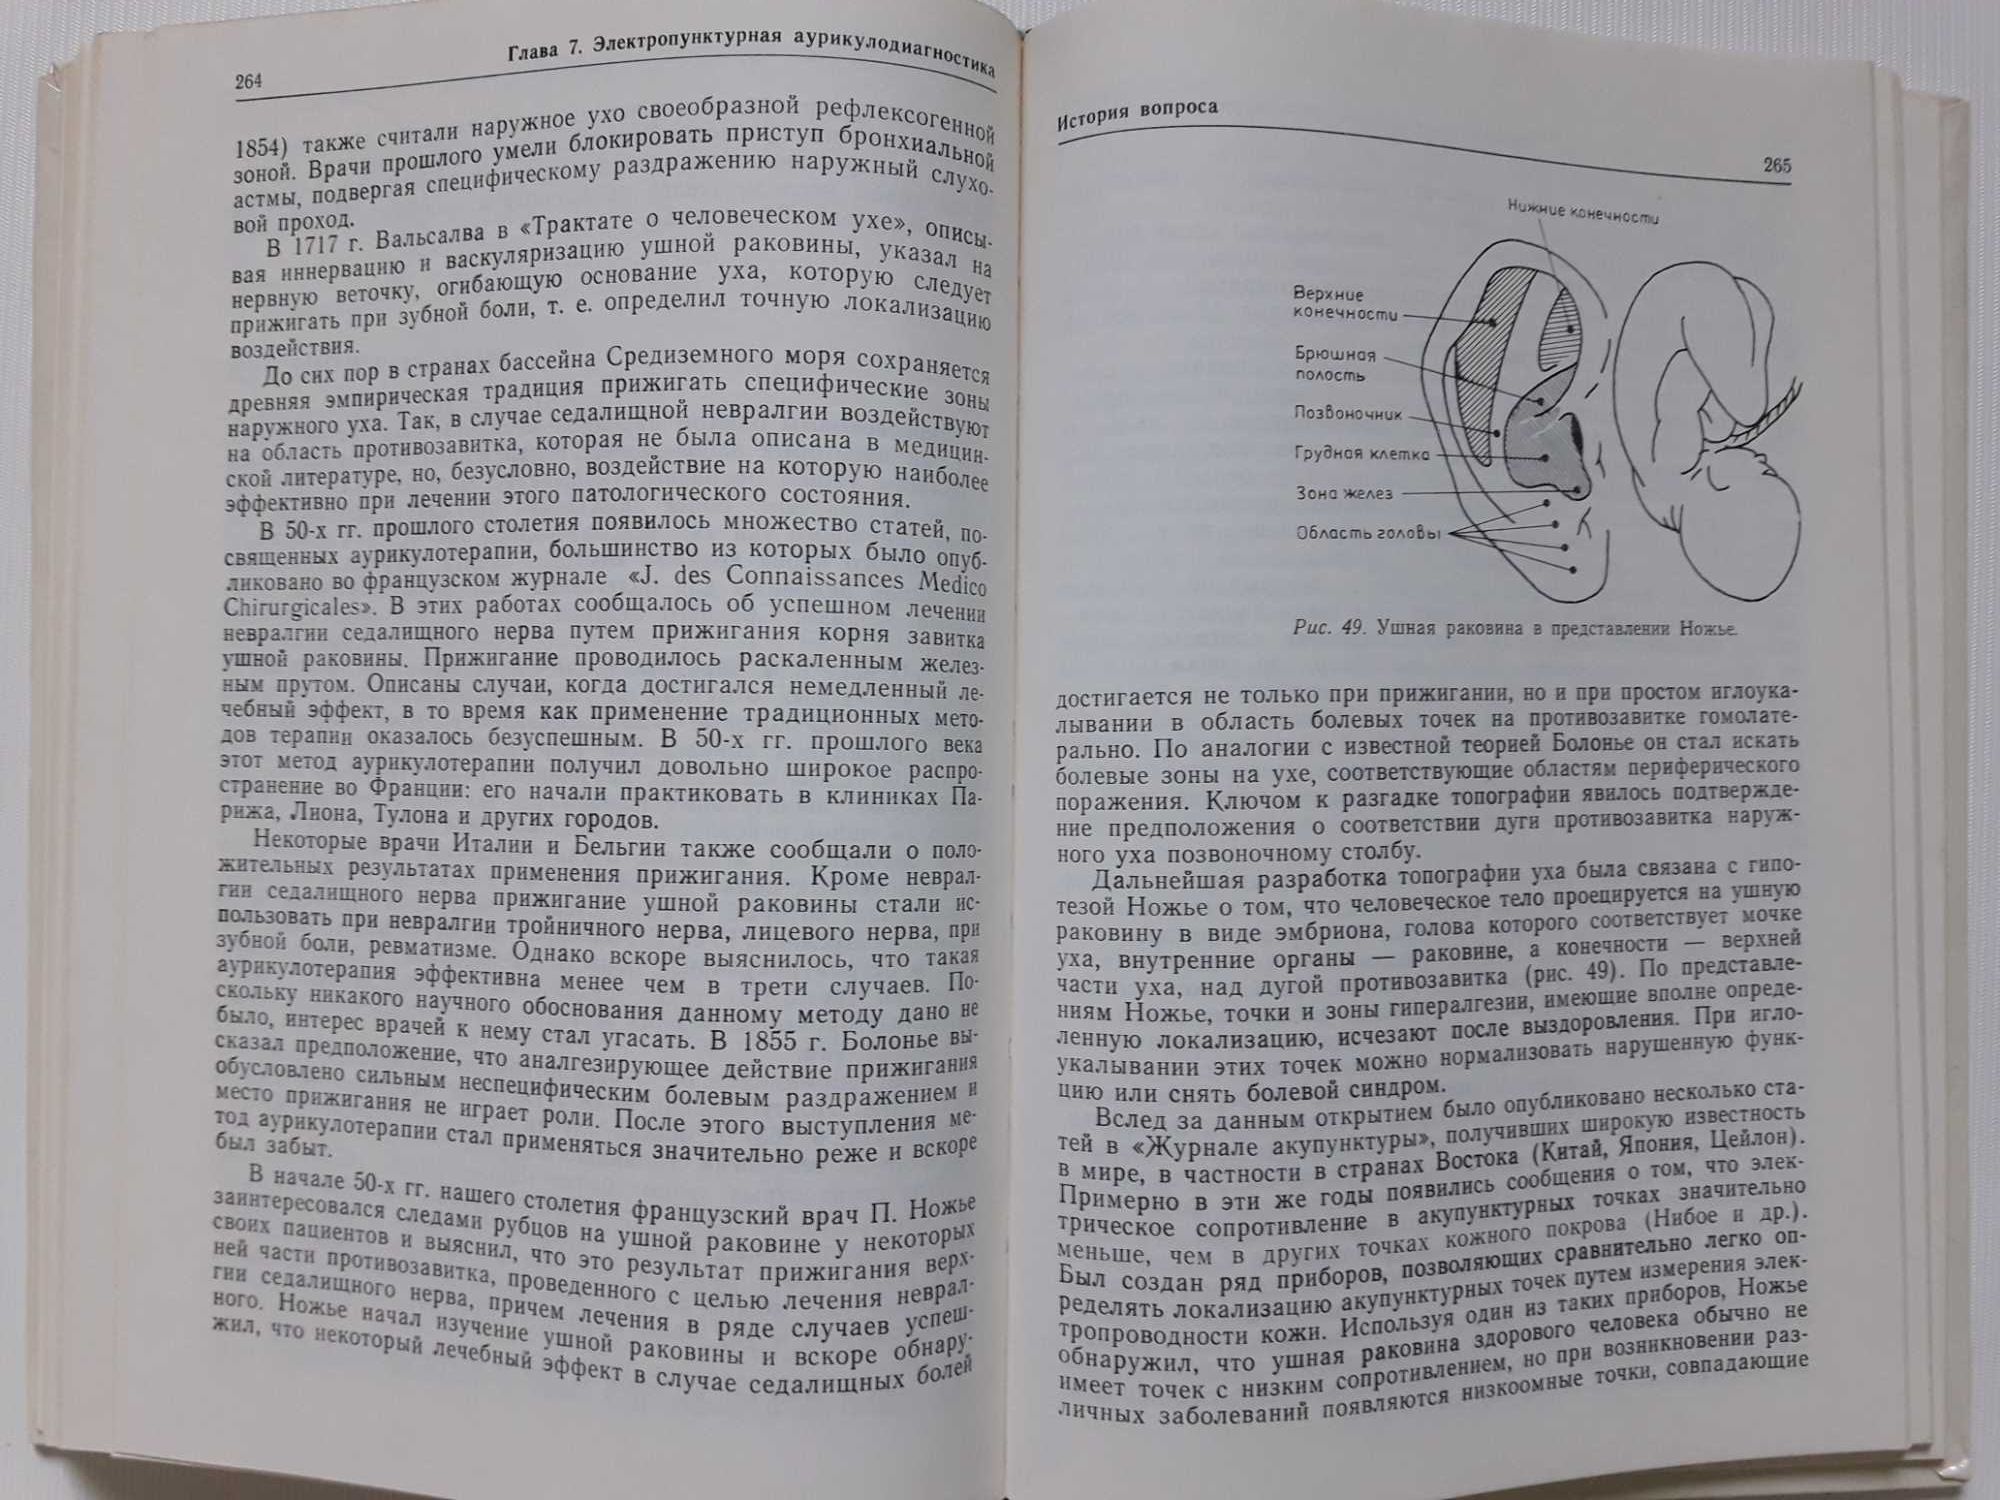 264
Глава 7. Электропунктурная аурикулодиагностика
1854) также считали наружное ухо своеобразной рефлексогенной
зоной. Врачи прошлого умели блокировать приступ бронхиальной
астмы, подвергая специфическому раздражению наружный слухо-
вой проход.
В 1717 г. Вальсалва в «Трактате о человеческом ухе», описы-
вая иннервацию и васкуляризацию ушной раковины, указал на
нервную веточку, огибающую основание уха, которую следует
прижигать при зубной боли, т. е. определил точную локализацию
воздействия.
До сих пор в странах бассейна Средиземного моря сохраняется
древняя эмпирическая традиция прижигать специфические зоны
наружного уха. Так, в случае седалищной невралгии воздействуют
на область противозавитка, которая не была описана в медицин-
ской литературе, но, безусловно, воздействие на которую наиболее
эффективно при лечении этого патологического состояния.
В 50-х гг. прошлого столетия появилось множество статей, по-
священных аурикулотерапии, большинство из которых было опуб-
ликовано во французском журнале «J. des Connaissances Medico
Chirurgicales». В этих работах сообщалось об успешном лечении
невралгии седалищного нерва путем прижигания корня завитка
ушной раковины. Прижигание проводилось раскаленным желез-
ным прутом. Описаны случаи, когда достигался немедленный ле-
чебный эффект, в то время как применение традиционных мето-
дов терапии оказалось безуспешным. В 50-х гг. прошлого века
этот метод аурикулотерапии получил довольно широкое распро-
странение во Франции: его начали практиковать в клиниках Па-
рижа, Лиона, Тулона и других городов.
Некоторые врачи Италии и Бельгии также сообщали о поло-
жительных результатах применения прижигания. Кроме неврал-
гии седалищного нерва прижигание ушной раковины стали ис-
пользовать при невралгии тройничного нерва, лицевого нерва, при
зубной боли, ревматизме. Однако вскоре выяснилось, что такая
аурикулотерапия эффективна менее чем в трети случаев. По-
скольку никакого научного обоснования данному методу дано не
было, интерес врачей к нему стал угасать. В 1855 г. Болонье вы-
сказал предположение, что аналгезирующее действие прижигания
обусловлено сильным неспецифическим болевым раздражением и
место прижигания не играет роли. После этого выступления ме-
тод аурикулотерапии стал применяться значительно реже и вскоре
был забыт.
В начале 50-х гг. нашего столетия французский врач П. Ножье
заинтересовался следами рубцов на ушной раковине у некоторых
своих пациентов и выяснил, что это результат прижигания верх-
ней части противозавитка, проведенного с целью лечения неврал-
гии седалищного нерва, причем лечения в ряде случаев успеш-
ного. Ножье начал изучение ушной раковины и вскоре обнару-
жил, что некоторый лечебный эффект в случае седалищных болей
История вопроса
265
Нижние конечности
Верхние
конечности
Брюшная
полость
Позвоночник
Грудная клетка
Зона желез
Область головы
Рис. 49. Ушная раковина в представлении Ножье.
достигается не только при прижигании, но и при простом иглоука-
лывании в область болевых точек на противозавитке гомолате-
рально. По аналогии с известной теорией Болонье он стал искать
болевые зоны на ухе, соответствующие областям периферического
поражения. Ключом к разгадке топографии явилось подтвержде-
ние предположения о соответствии дуги противозавитка наруж-
ного уха позвоночному столбу.
Дальнейшая разработка топографии уха была связана с гипо-
тезой Ножье о том, что человеческое тело проецируется на ушную
раковину в виде эмбриона, голова которого соответствует мочке
уха, внутренние органы — раковине, а конечности — верхней
части уха, над дугой противозавитка (рис. 49). По представле-
ниям Ножье, точки и зоны гипералгезии, имеющие вполне опреде-
ленную локализацию, исчезают после выздоровления. При игло-
укалывании этих точек можно нормализовать нарушенную функ-
цию или снять болевой синдром.
Вслед за данным открытием было опубликовано несколько ста-
тей в «Журнале акупунктуры», получивших широкую известность
в мире, в частности в странах Востока (Китай, Япония, Цейлон).
Примерно в эти же годы появились сообщения о том, что элек-
трическое сопротивление в акупунктурных точках значительно
меньше, чем в других точках кожного покрова (Нибое и др.).
Был создан ряд приборов, позволяющих сравнительно легко оп-
ределять локализацию акупунктурных точек путем измерения элек-
тропроводности кожи. Используя один из таких приборов, Ножье
обнаружил, что ушная раковина здорового человека обычно не
имеет точек с низким сопротивлением, но при возникновении раз-
личных заболеваний появляются низкоомные точки, совпадающие